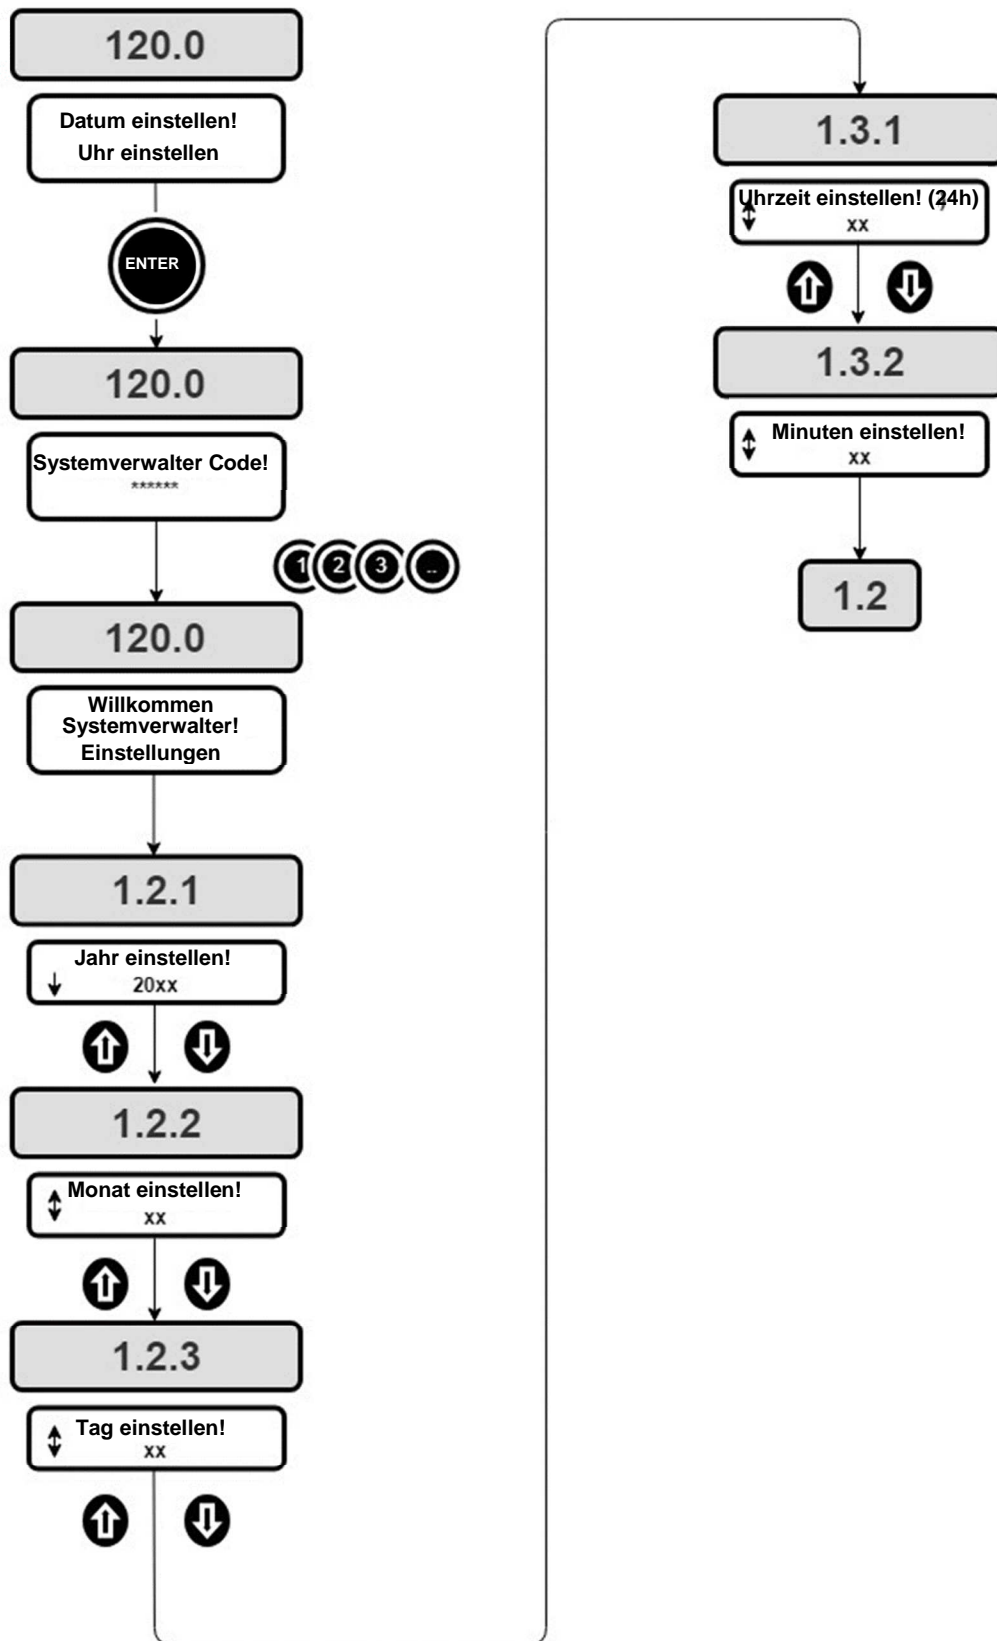 120.0
Datum einstellen!
Uhr einstellen
ENTER
120.0
Systemverwalter Code!
******
1 2 3 ..
120.0
Willkommen
Systemverwalter!
Einstellungen
1.2.1
Jahr einstellen!
20xx
1.2.2
Monat einstellen!
xx
1.2.3
Tag einstellen!
xx
1.3.1
Uhrzeit einstellen! (24h)
xx
1.3.2
Minuten einstellen!
xx
1.2